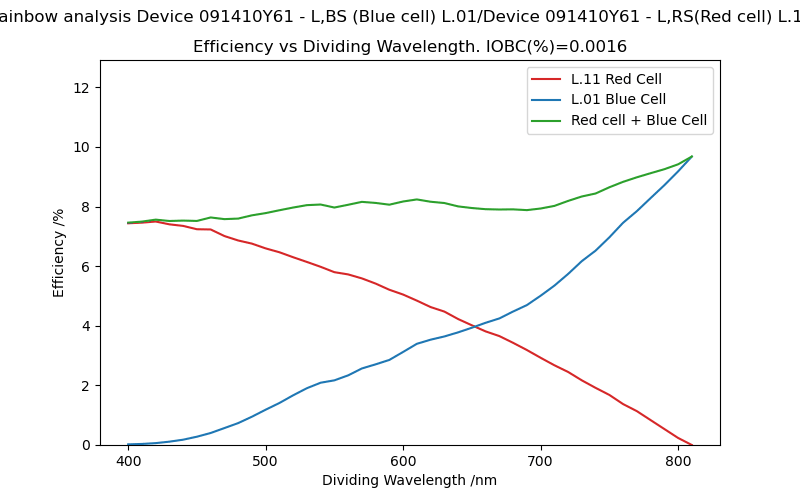 ainbow analysis Device 091410Y61 - L,BS (Blue cell) L.01/Device 091410Y61 - L,RS(Red cell) L.1
Efficiency vs Dividing Wavelength. IOBC(%)=0.0016
L.11 Red Cell
L.01 Blue Cell
Red cell + Blue Cell
12
10
8
6
4
2
0
Efficiency /%
400 500 600 700 800
Dividing Wavelength /nm